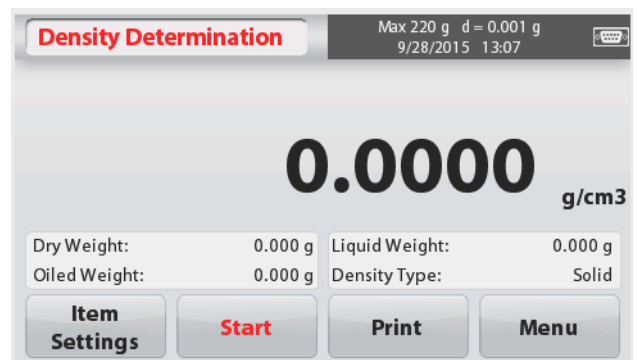 Density Determination
Max 220 g d = 0.001 g
9/28/2015 13:07
0.0000
g/cm3
Dry Weight: 0.000 g Liquid Weight: 0.000 g
Oiled Weight: 0.000 g Density Type: Solid
Item
Settings
Start
Print
Menu